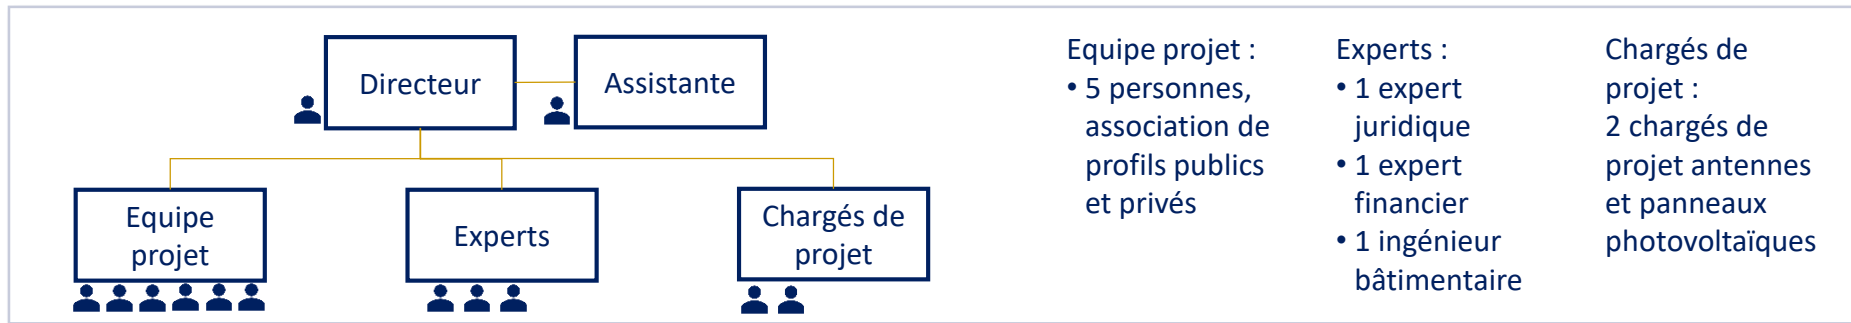 Directeur
Assistante
Equipe
projet
Experts
Chargés de
projet
Equipe projet :
• 5 personnes,
association de
profils publics
et privés
Experts :
• 1 expert
juridique
• 1 expert
financier
• 1 ingénieur
bâtimentaire
Chargés de
projet :
2 chargés de
projet antennes
et panneaux
photovoltaïques